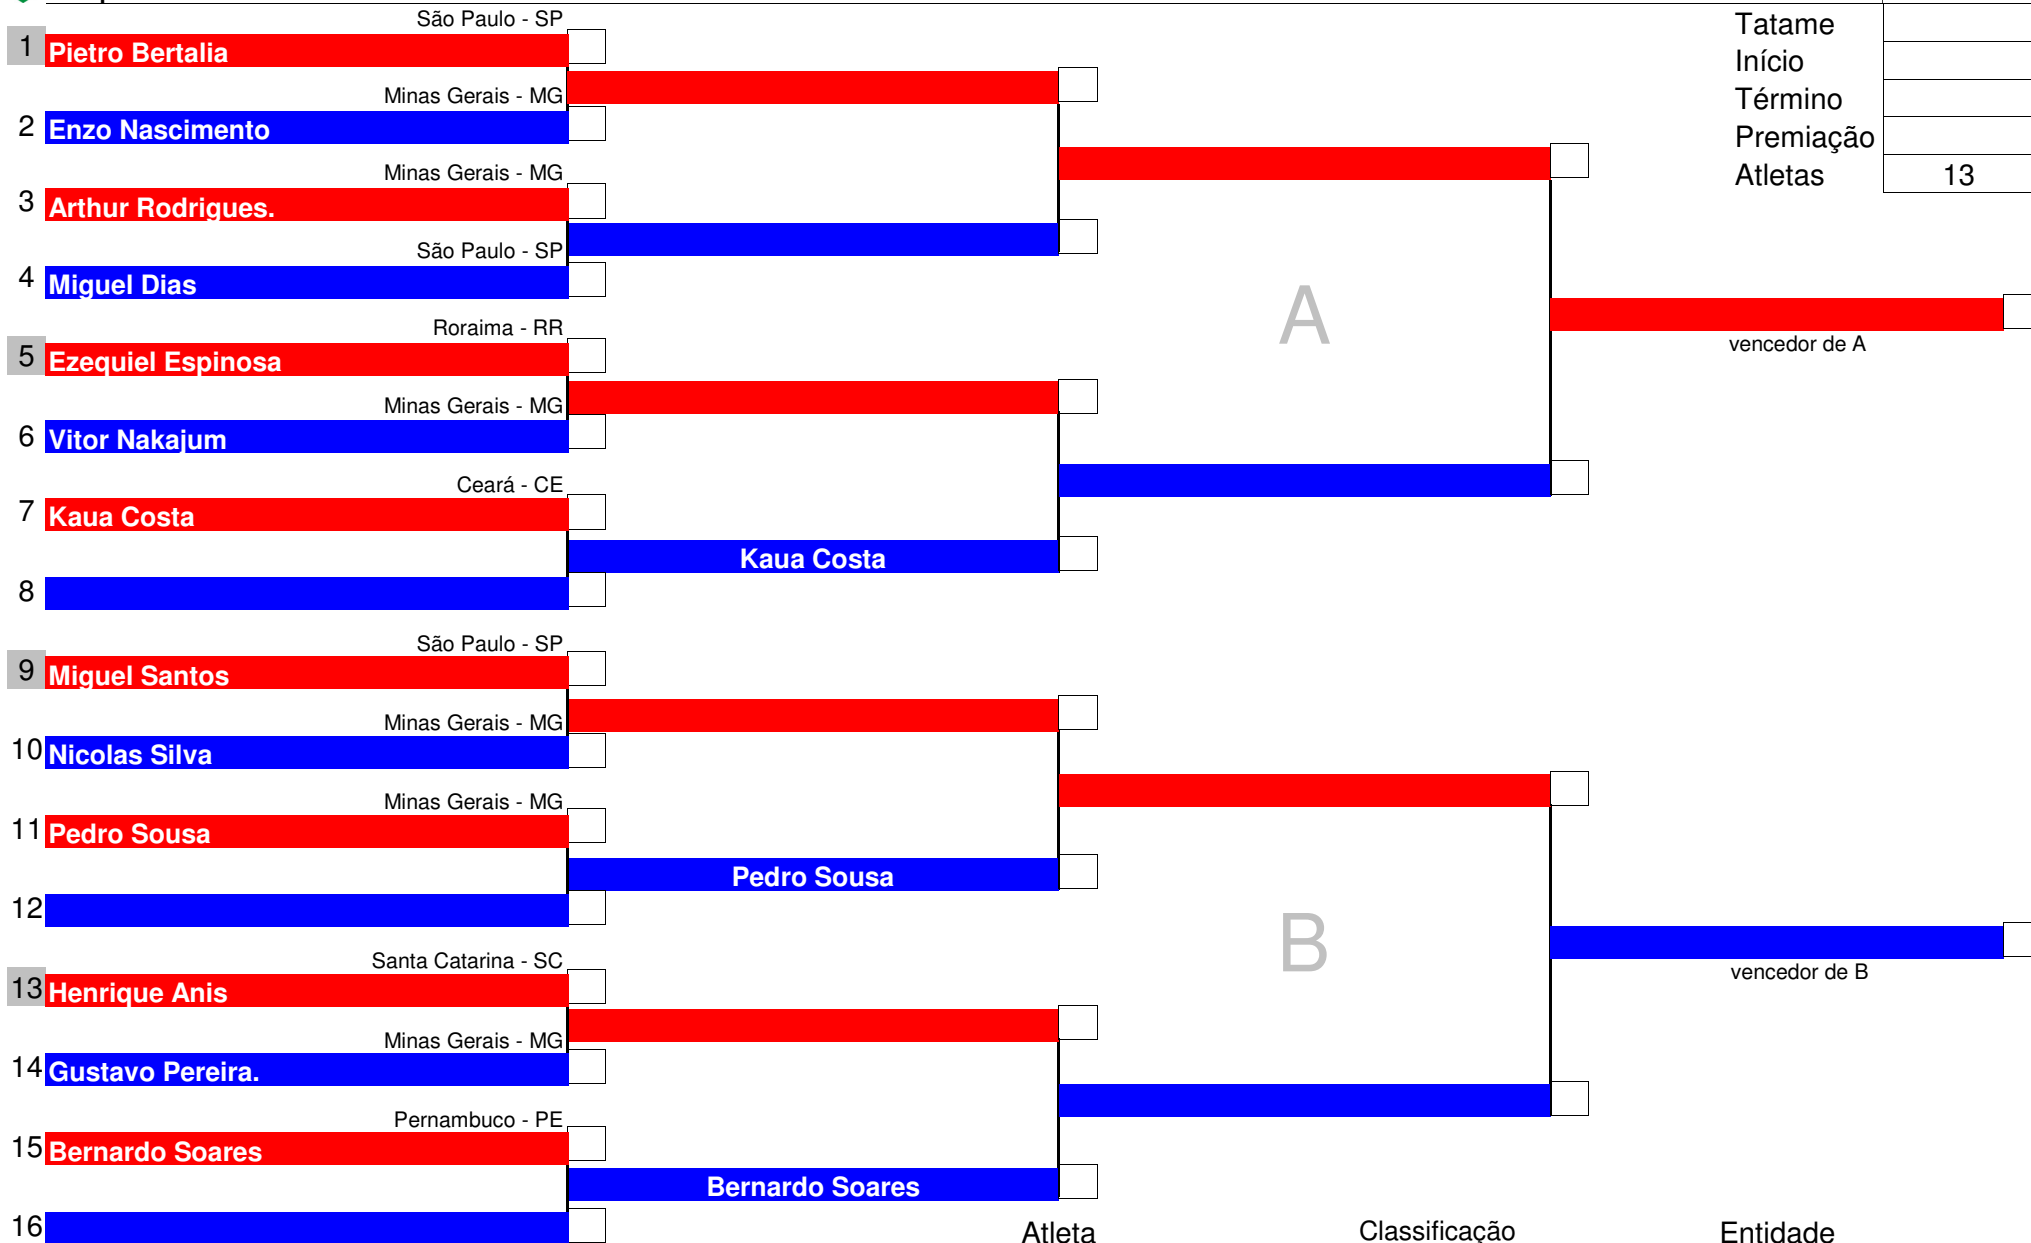 São Paulo - SP
1 Pietro Bertalia
Minas Gerais - MG
2 Enzo Nascimento
Minas Gerais - MG
3 Arthur Rodrigues.
São Paulo - SP
4 Miguel Dias
Roraima - RR
5 Ezequiel Espinosa
Minas Gerais - MG
6 Vitor Nakajum
Ceará - CE
7 Kaua Costa
Kaua Costa
8
São Paulo - SP
9 Miguel Santos
Minas Gerais - MG
10 Nicolas Silva
Minas Gerais - MG
11 Pedro Sousa
Pedro Sousa
12
Santa Catarina - SC
13 Henrique Anis
Minas Gerais - MG
14 Gustavo Pereira.
Pernambuco - PE
15 Bernardo Soares
Bernardo Soares
16
A
B
vencedor de A
vencedor de B
Tatame
Início
Término
Premiação
Atletas 13
Atleta Classificação Entidade